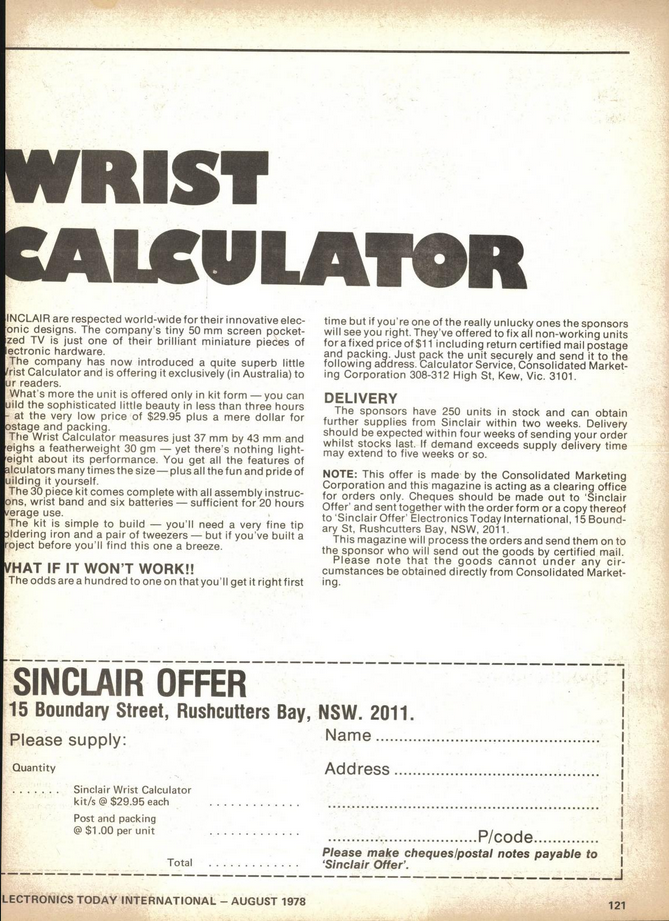 WRIST
CALCULATOR
INCLAIR are respected world-wide for their innovative elec-
onic designs. The company's tiny 50 mm screen pocket-
zed TV is just one of their brilliant miniature pieces of
lectronic hardware.
The company has now introduced a quite superb little
rist Calculator and is offering it exclusively (in Australia) to
ur readers.
What's more the unit is offered only in kit form — you can
uild the sophisticated little beauty in less than three hours
— at the very low price of $29.95 plus a mere dollar for
ostage and packing.
The Wrist Calculator measures just 37 mm by 43 mm and
eighs a featherweight 30 gm — yet there's nothing light-
eight about its performance. You get all the features of
alculators many times the size — plus all the fun and pride of
uilding it yourself.
The 30 piece kit comes complete with all assembly instruc-
ons, wrist band and six batteries — sufficient for 20 hours
verage use.
The kit is simple to build — you'll need a very fine tip
oldering iron and a pair of tweezers — but if you've built a
roject before you'll find this one a breeze.
WHAT IF IT WON'T WORK!!
The odds are a hundred to one on that you'll get it right first
time but if you're one of the really unlucky ones the sponsors
will see you right. They've offered to fix all non-working units
for a fixed price of $11 including return certified mail postage
and packing. Just pack the unit securely and send it to the
following address. Calculator Service, Consolidated Market-
ing Corporation 308-312 High St, Kew, Vic. 3101.
DELIVERY
The sponsors have 250 units in stock and can obtain
further supplies from Sinclair within two weeks. Delivery
should be expected within four weeks of sending your order
whilst stocks last. If demand exceeds supply delivery time
may extend to five weeks or so.
NOTE: This offer is made by the Consolidated Marketing
Corporation and this magazine is acting as a clearing office
for orders only. Cheques should be made out to 'Sinclair
Offer' and sent together with the order form or a copy thereof
to 'Sinclair Offer' Electronics Today International, 15 Bound-
ary St, Rushcutters Bay, NSW, 2011.
This magazine will process the orders and send them on to
the sponsor who will send out the goods by certified mail.
Please note that the goods cannot under any cir-
cumstances be obtained directly from Consolidated Market-
ing.
SINCLAIR OFFER
15 Boundary Street, Rushcutters Bay, NSW. 2011.
Please supply:
Quantity
....... Sinclair Wrist Calculator
kit/s @ $29.95 each .............
Post and packing
@ $1.00 per unit .............
Total .............
Name ..........................................
Address ......................................
..................................................
............................P/code............
Please make cheques/postal notes payable to
'Sinclair Offer'.
LECTRONICS TODAY INTERNATIONAL – AUGUST 1978
121